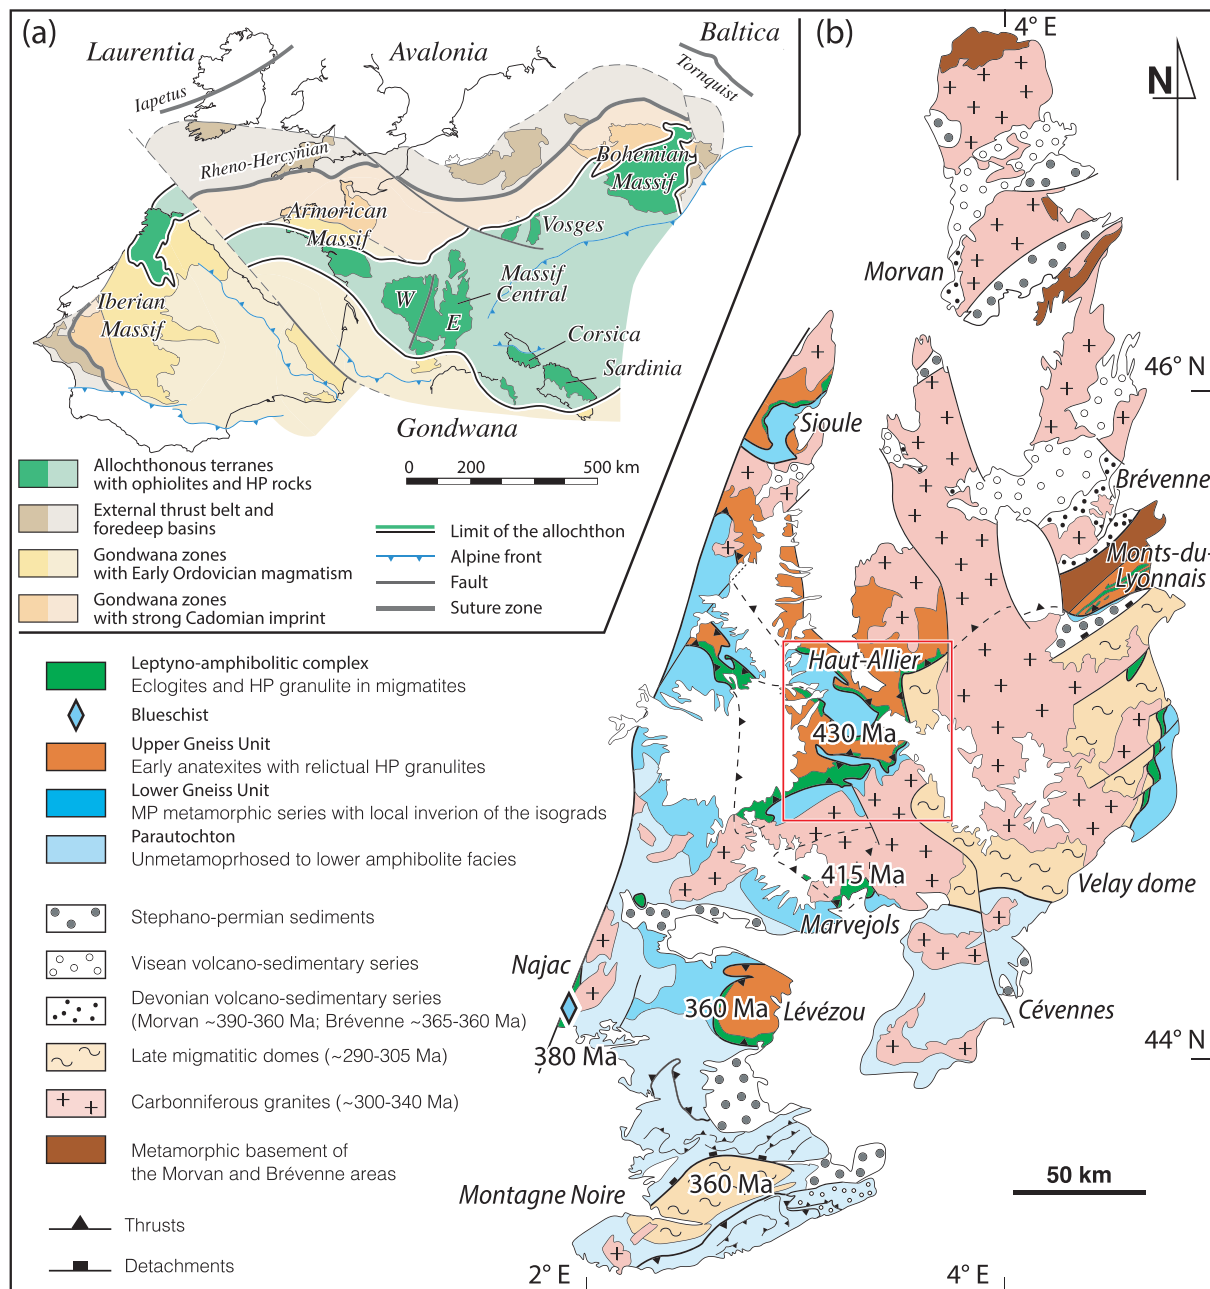 (a)
Laurentia
Avalonia
Baltica
Iapetus
Tornquist
Rheno-Hercynian
Bohemian
Massif
Armorican
Massif
Vosges
Massif
Central
W
E
Iberian
Massif
Corsica
Sardinia
Gondwana
0 200 500 km
Allochthonous terranes
with ophiolites and HP rocks
External thrust belt and
foredeep basins
Gondwana zones
with Early Ordovician magmatism
Gondwana zones
with strong Cadomian imprint
Limit of the allochthon
Alpine front
Fault
Suture zone
(b)
4° E
N
Morvan
46° N
Sioule
Brévenne
Monts-du-
Lyonnais
Haut-Allier
430 Ma
415 Ma
Marvejols
Velay dome
Najac
360 Ma
Lévézou
Cévennes
380 Ma
44° N
360 Ma
Montagne Noire
50 km
2° E
4° E
Leptyno-amphibolitic complex
Eclogites and HP granulite in migmatites
Blueschist
Upper Gneiss Unit
Early anatexites with relictual HP granulites
Lower Gneiss Unit
MP metamorphic series with local inverion of the isograds
Parautochton
Unmetamoprhosed to lower amphibolite facies
Stephano-permian sediments
Visean volcano-sedimentary series
Devonian volcano-sedimentary series
(Morvan ~390-360 Ma; Brévenne ~365-360 Ma)
Late migmatitic domes (~290-305 Ma)
Carbonniferous granites (~300-340 Ma)
Metamorphic basement of
the Morvan and Brévenne areas
Thrusts
Detachments